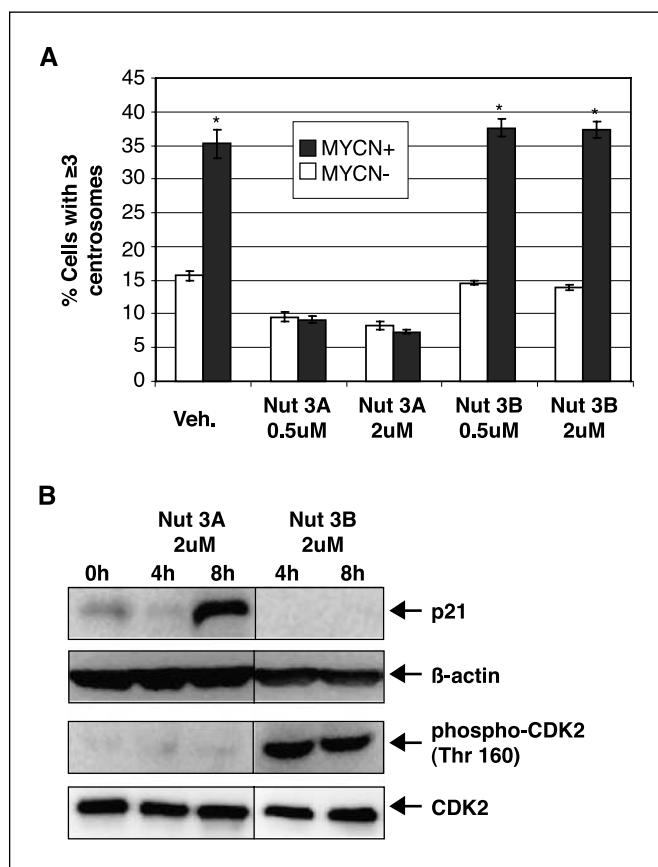 A
45
40
35
30
25
20
15
10
5
0
% Cells with ≥3
centrosomes
*
*
*
MYCN+
MYCN-
Veh.
Nut 3A
0.5uM
Nut 3A
2uM
Nut 3B
0.5uM
Nut 3B
2uM
B
Nut 3A
2uM
Nut 3B
2uM
0h 4h 8h 4h 8h
p21
ß-actin
phospho-CDK2
(Thr 160)
CDK2